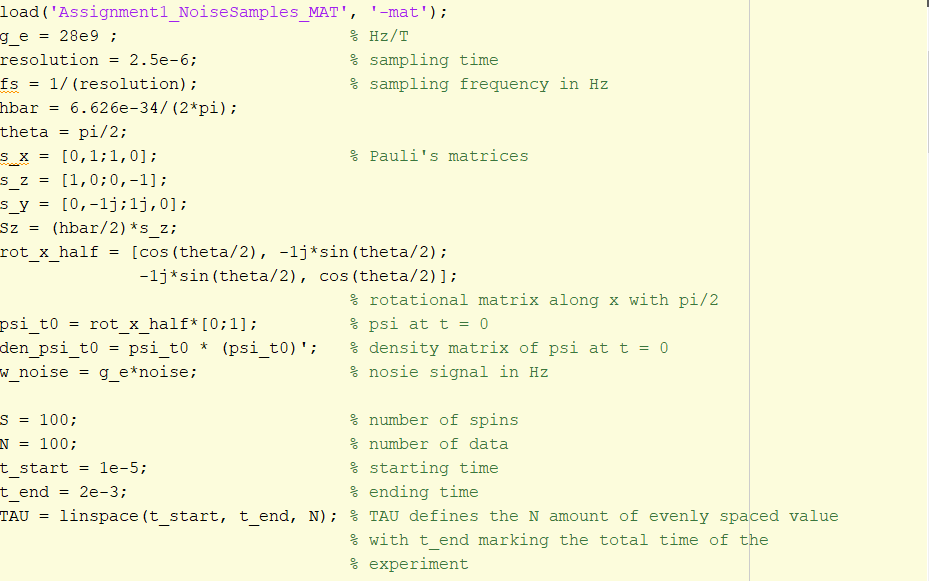 load('Assignment1_NoiseSamples_MAT', '-mat');
g_e = 28e9 ; % Hz/T
resolution = 2.5e-6; % sampling time
fs = 1/(resolution); % sampling frequency in Hz
hbar = 6.626e-34/(2*pi);
theta = pi/2;
s_x = [0,1;1,0]; % Pauli's matrices
s_z = [1,0;0,-1];
s_y = [0,-1j;1j,0];
Sz = (hbar/2)*s_z;
rot_x_half = [cos(theta/2), -1j*sin(theta/2);
-1j*sin(theta/2), cos(theta/2)];
% rotational matrix along x with pi/2
psi_t0 = rot_x_half*[0;1]; % psi at t = 0
den_psi_t0 = psi_t0 * (psi_t0)'; % density matrix of psi at t = 0
w_noise = g_e*noise; % nosie signal in Hz
S = 100; % number of spins
N = 100; % number of data
t_start = 1e-5; % starting time
t_end = 2e-3; % ending time
TAU = linspace(t_start, t_end, N); % TAU defines the N amount of evenly spaced value
% with t_end marking the total time of the
% experiment